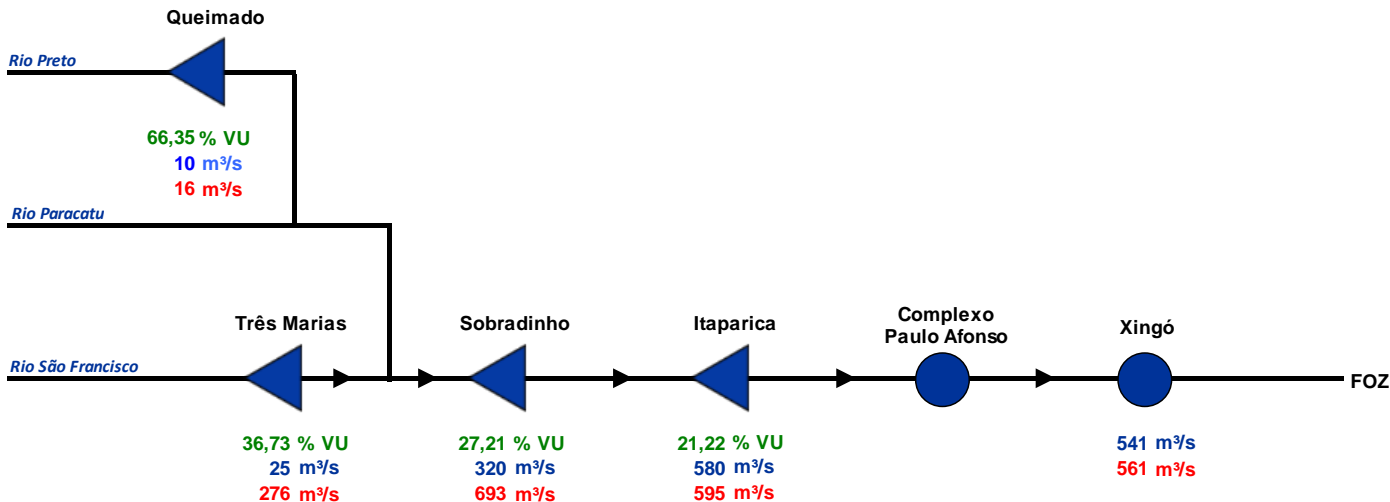 Queimado
Rio Preto
66,35 % VU
10 m³/s
16 m³/s
Rio Paracatu
Três Marias
Sobradinho
Itaparica
Complexo
Paulo Afonso
Xingó
Rio São Francisco
FOZ
36,73 % VU
25 m³/s
276 m³/s
27,21 % VU
320 m³/s
693 m³/s
21,22 % VU
580 m³/s
595 m³/s
541 m³/s
561 m³/s